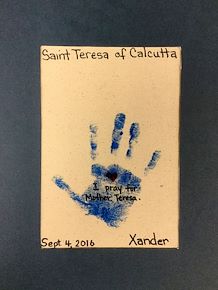 Saint Teresa of Calcutta
I pray for
Mother Teresa.
Sept 4, 2016 Xander